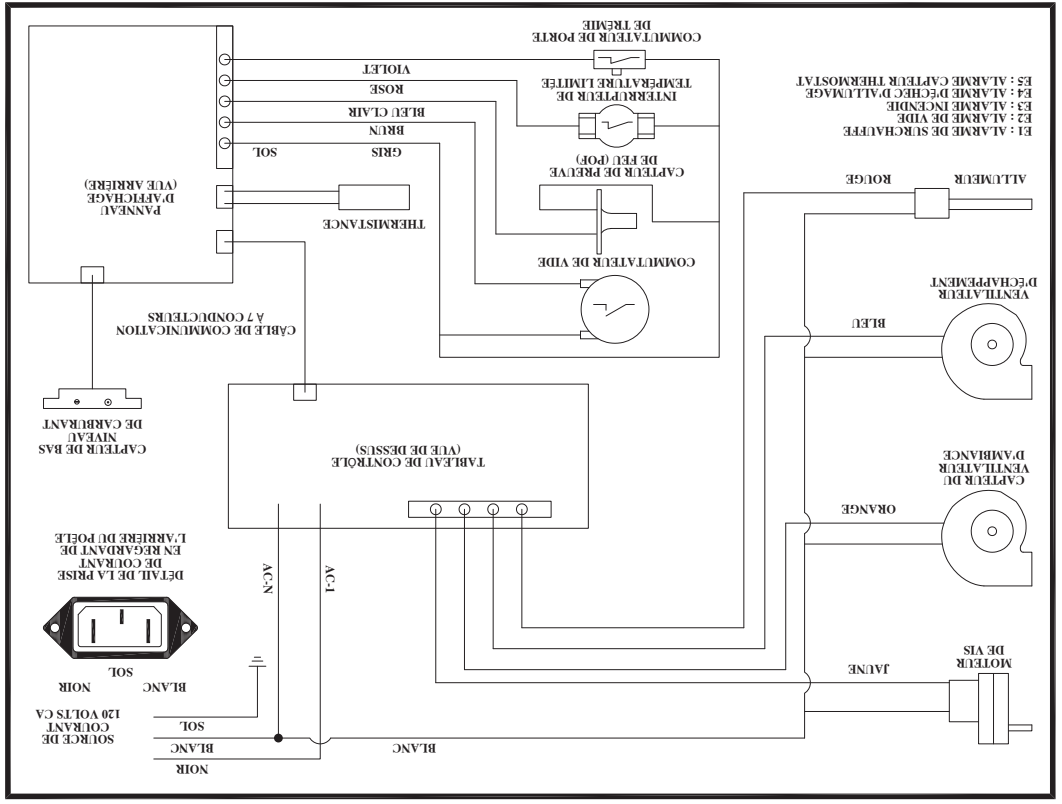 NOIR
BLANC
BLANC
SOL
SOURCE DE
COURANT
120 VOLTS CA
MOTEUR
DE VIS
JAUNE
BLANC
NOIR
SOL
AC-1
AC-N
DÉTAIL DE LA PRISE
DE COURANT
EN REGARDANT DE
L'ARRIÈRE DU POÊLE
CAPTEUR DU
VENTILATEUR
D'AMBIANCE
ORANGE
TABLEAU DE CONTRÔLE
(VUE DE DESSUS)
CAPTEUR DE BAS
NIVEAU
DE CARBURANT
VENTILATEUR
D'ÉCHAPPEMENT
BLEU
CÂBLE DE COMMUNICATION
À 7 CONDUCTEURS
COMMUTATEUR DE VIDE
ALLUMEUR
ROUGE
THERMISTANCE
PANNEAU
D'AFFICHAGE
(VUE ARRIÈRE)
CAPTEUR DE PREUVE
DE FEU (POF)
GRIS
SOL
BRUN
BLEU CLAIR
ROSE
VIOLET
E1 : ALARME DE SURCHAUFFE
E2 : ALARME DE VIDE
E3 : ALARME INCENDIE
E4 : ALARME D'ÉCHEC D'ALLUMAGE
E5 : ALARME CAPTEUR THERMOSTAT
INTERRUPTEUR DE
TEMPÉRATURE LIMITÉE
COMMUTATEUR DE PORTE
DE TRÉMIE